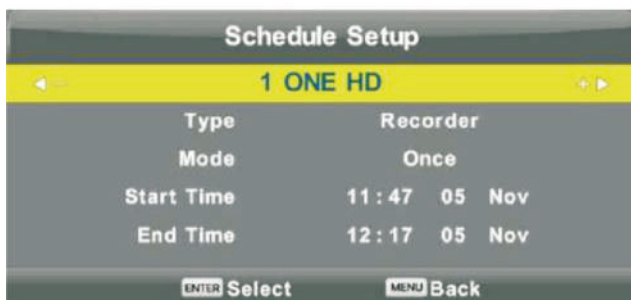 Schedule Setup
1 ONE HD
Type Recorder
Mode Once
Start Time 11:47 05 Nov
End Time 12:17 05 Nov
ENTER Select MENU Back